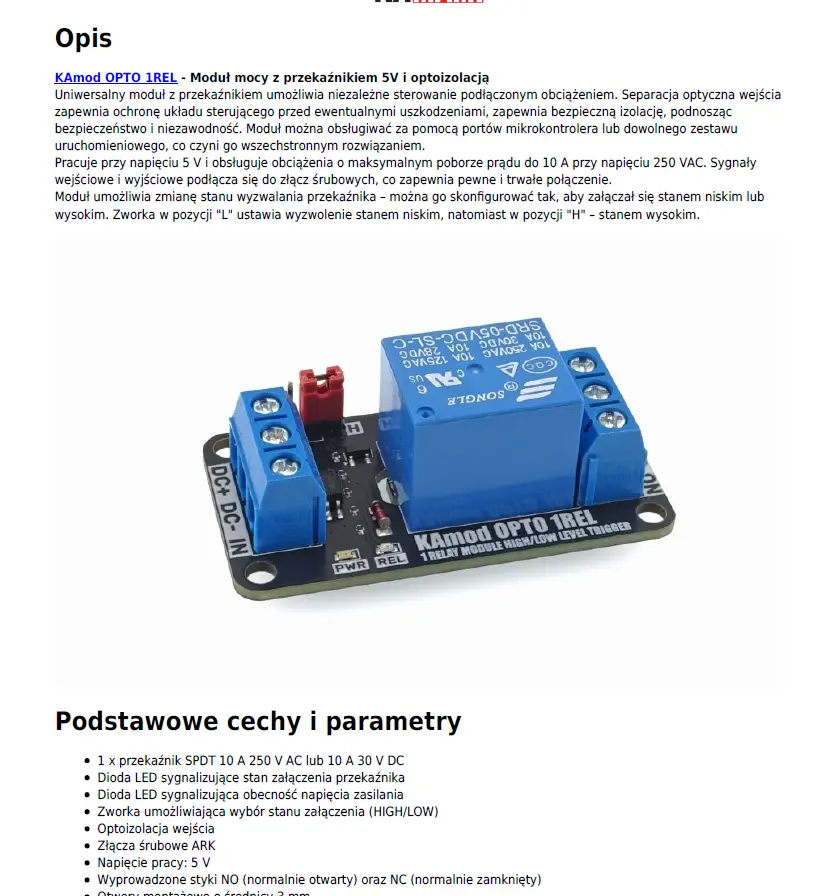 Opis
KAmod OPTO 1REL - Moduł mocy z przekaźnikiem 5V i optoizolacją
Uniwersalny moduł z przekaźnikiem umożliwia niezależne sterowanie podłączonym obciążeniem. Separacja optyczna wejścia
zapewnia ochronę układu sterującego przed ewentualnymi uszkodzeniami, zapewnia bezpieczną izolację, podnosząc
bezpieczeństwo i niezawodność. Moduł można obsługiwać za pomocą portów mikrokontrolera lub dowolnego zestawu
uruchomieniowego, co czyni go wszechstronnym rozwiązaniem.
Pracuje przy napięciu 5 V i obsługuje obciążenia o maksymalnym poborze prądu do 10 A przy napięciu 250 VAC. Sygnały
wejściowe i wyjściowe podłącza się do złącz śrubowych, co zapewnia pewne i trwałe połączenie.
Moduł umożliwia zmianę stanu wyzwalania przekaźnika – można go skonfigurować tak, aby załączał się stanem niskim lub
wysokim. Zworka w pozycji "L" ustawia wyzwolenie stanem niskim, natomiast w pozycji "H" – stanem wysokim.
SRD-05VDC-SL-C
10A 30VDC 10A 28VDC
10A 250VAC 10A 125VAC
CQC
c UL US
6
SONGLE
®
H
DC+ DC- IN
PWR
REL
KAmod OPTO 1REL
1 RELAY MODULE HIGH/LOW LEVEL TRIGGER
Podstawowe cechy i parametry
1 x przekaźnik SPDT 10 A 250 V AC lub 10 A 30 V DC
Dioda LED sygnalizujące stan załączenia przekaźnika
Dioda LED sygnalizująca obecność napięcia zasilania
Zworka umożliwiająca wybór stanu załączenia (HIGH/LOW)
Optoizolacja wejścia
Złącza śrubowe ARK
Napięcie pracy: 5 V
Wyprowadzone styki NO (normalnie otwarty) oraz NC (normalnie zamknięty)
Otwory montażowe o średnicy 3 mm